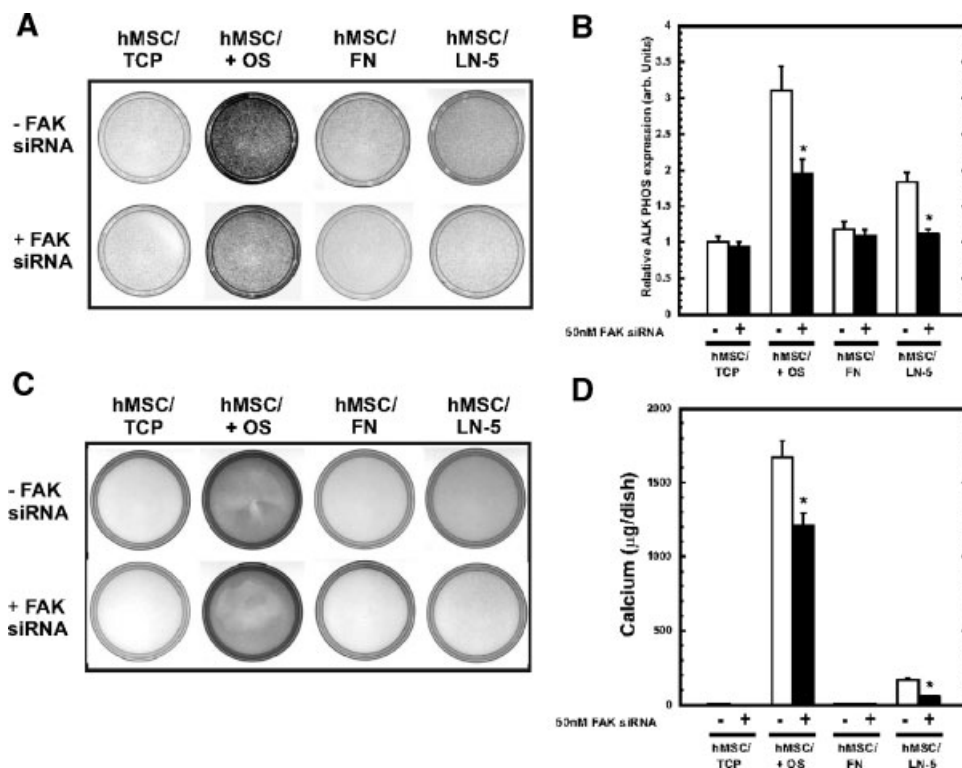 A
hMSC/ hMSC/ hMSC/ hMSC/
TCP + OS FN LN-5
- FAK
siRNA
+ FAK
siRNA
B
Relative ALK PHOS expression (arb. Units)
4
3.5
3
2.5
2
1.5
1
0.5
0
* *
50nM FAK siRNA - + - + - + - +
hMSC/ hMSC/ hMSC/ hMSC/
TCP + OS FN LN-5
C
hMSC/ hMSC/ hMSC/ hMSC/
TCP + OS FN LN-5
- FAK
siRNA
+ FAK
siRNA
D
Calcium (µg/dish)
2000
1500
1000
500
0
* *
50nM FAK siRNA - + - + - + - +
hMSC/ hMSC/ hMSC/ hMSC/
TCP + OS FN LN-5